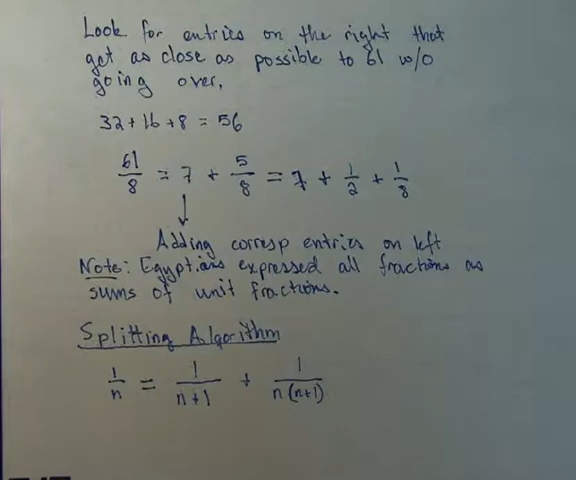 Look for entries on the right that
get as close as possible to 61 w/o
going over.
32 + 16 + 8 = 56
61/8 = 7 + 5/8 = 7 + 1/2 + 1/8
Adding corresp entries on left
Note: Egyptians expressed all fractions as
sums of unit fractions.
Splitting Algorithm
1/n = 1/(n+1) + 1/(n(n+1))